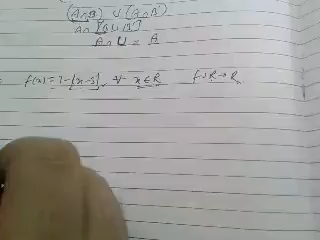 (A∩B) ∪ (A∩B')
A∩ [B∪B']
A∩U = A
f(x) = 7-|x-5|, ∀ x∈R f:R→R